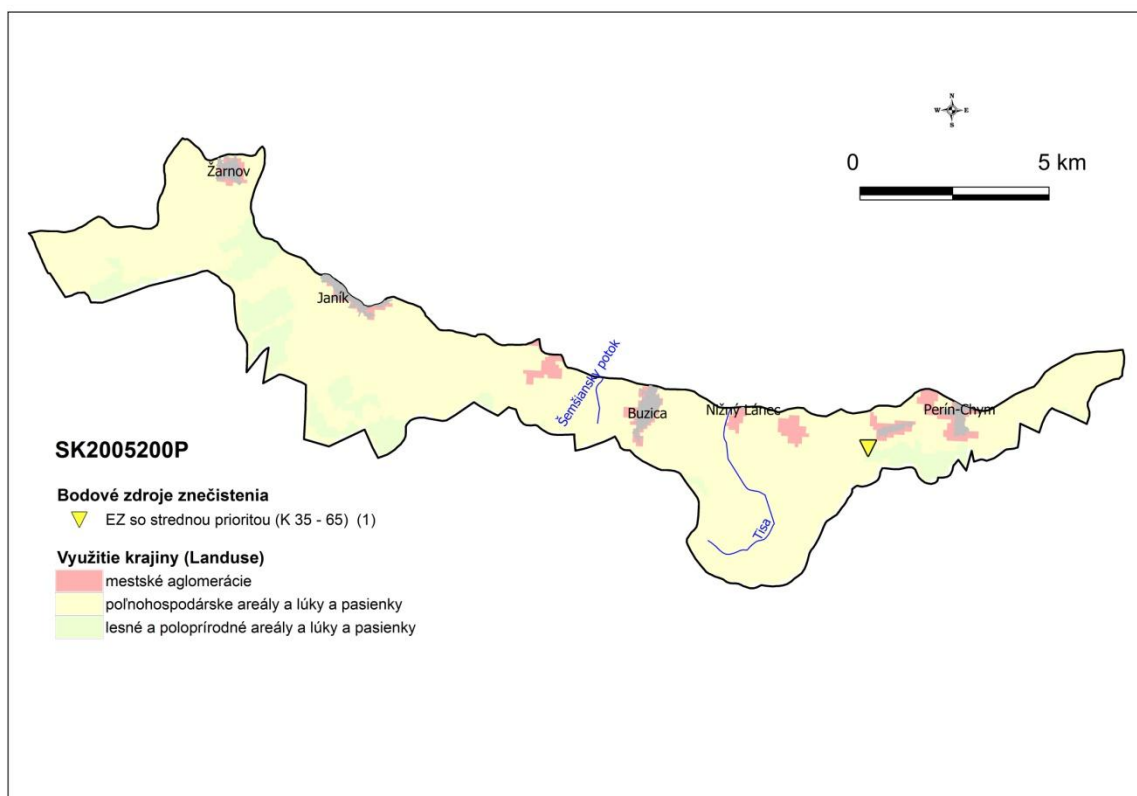 N
W E
S
0 5 km
Žarnov
Janík
Šemšiansky potok
Buzica
Nižný Lánec
Perín-Chym
Tisa
SK2005200P
Bodové zdroje znečistenia
EZ so strednou prioritou (K 35 - 65) (1)
Využitie krajiny (Landuse)
mestské aglomerácie
poľnohospodárske areály a lúky a pasienky
lesné a poloprírodné areály a lúky a pasienky